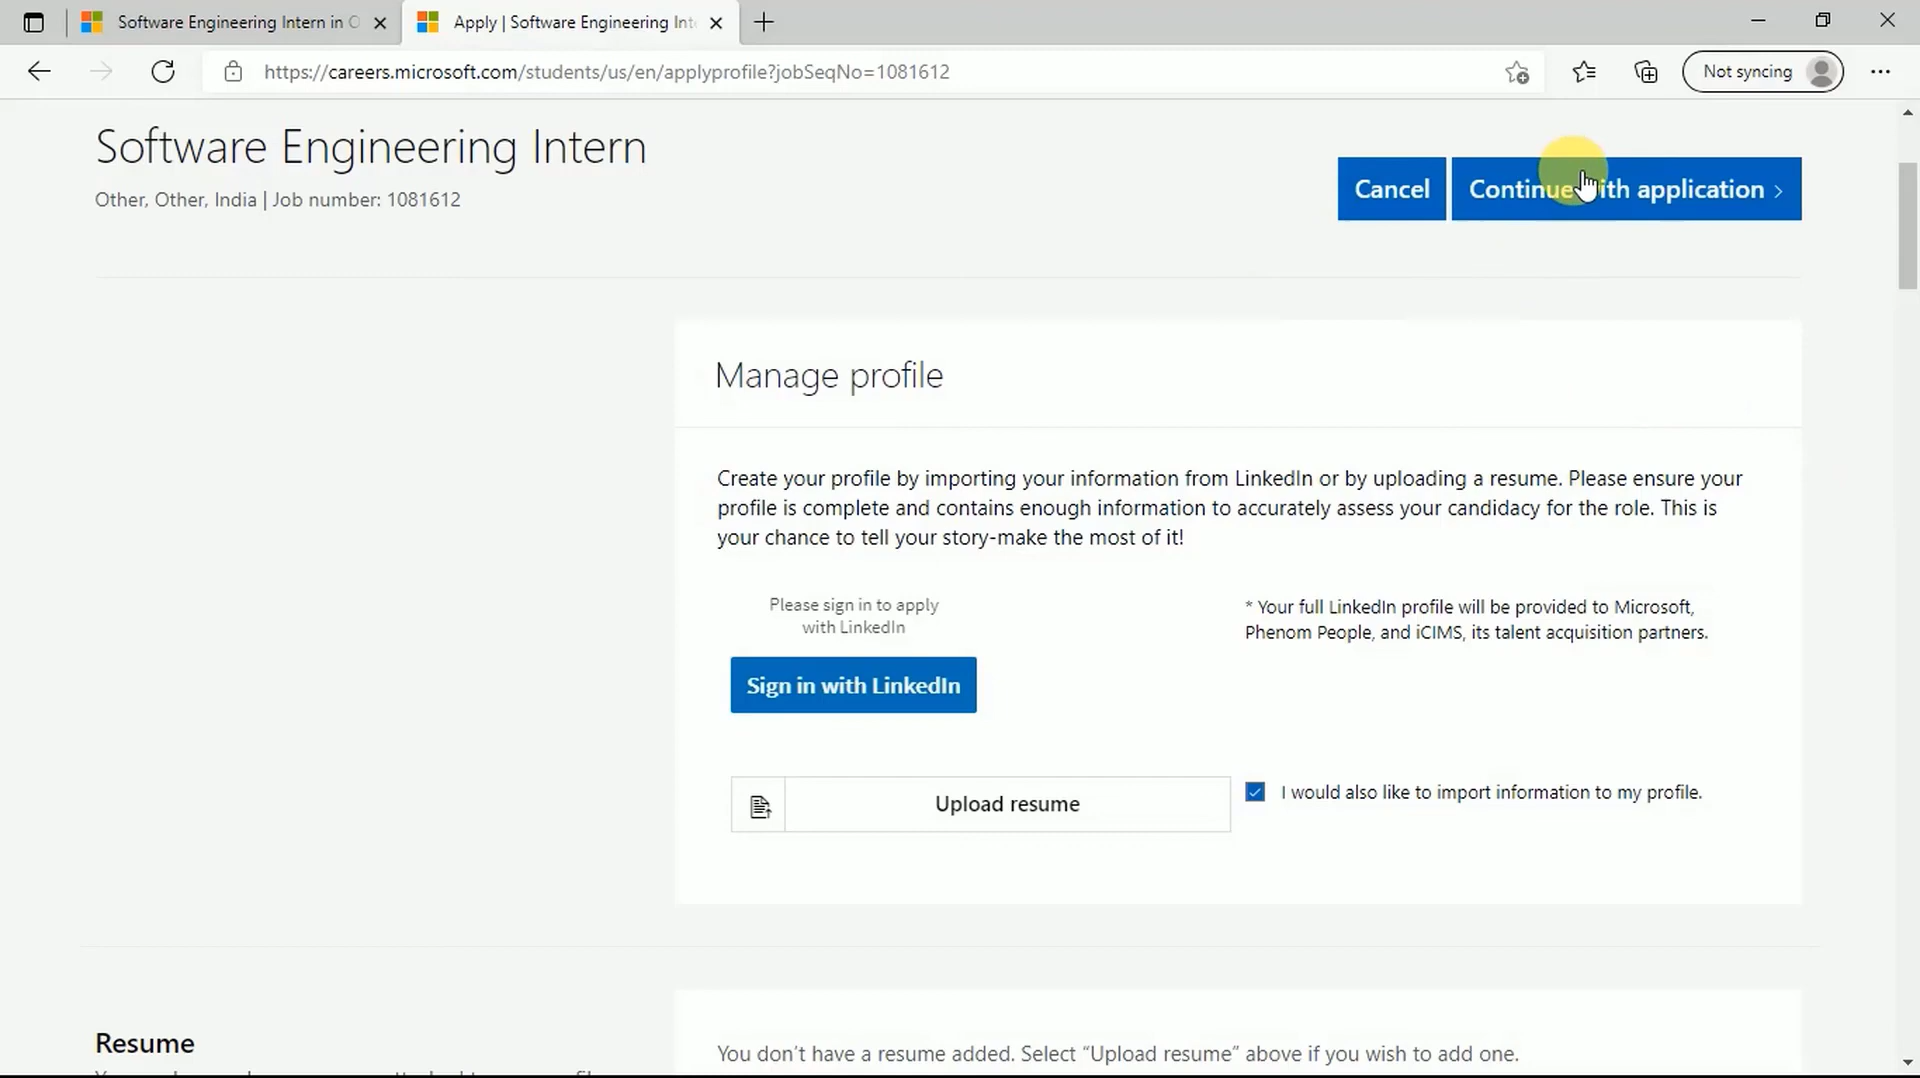 Software Engineering Intern in
Apply | Software Engineering Int
https://careers.microsoft.com/students/us/en/applyprofile?jobSeqNo=1081612
Not syncing
Software Engineering Intern
Other, Other, India | Job number: 1081612
Cancel
Continue with application
Manage profile
Create your profile by importing your information from LinkedIn or by uploading a resume. Please ensure your
profile is complete and contains enough information to accurately assess your candidacy for the role. This is
your chance to tell your story-make the most of it!
Please sign in to apply
with LinkedIn
* Your full LinkedIn profile will be provided to Microsoft,
Phenom People, and iCIMS, its talent acquisition partners.
Sign in with LinkedIn
Upload resume
I would also like to import information to my profile.
Resume
You don't have a resume added. Select “Upload resume” above if you wish to add one.